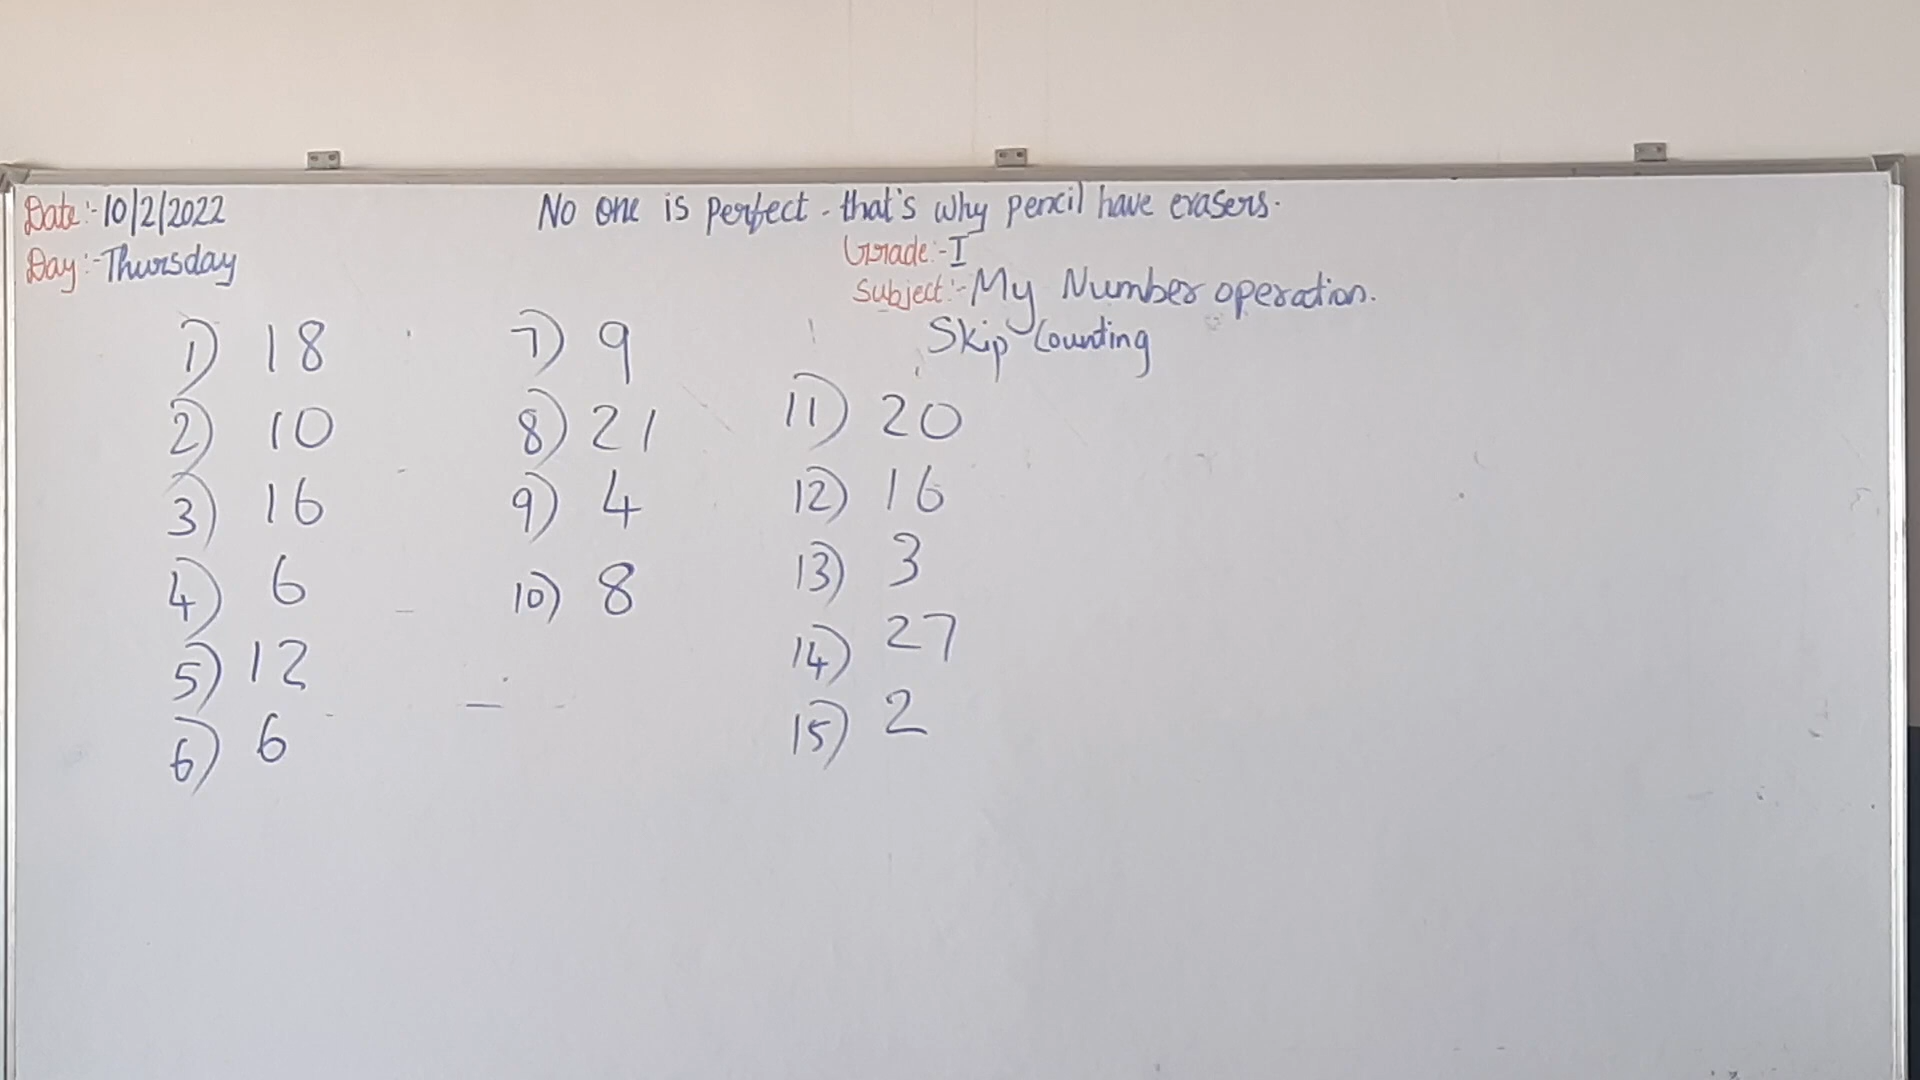 Date:-10/2/2022
No one is perfect - that's why pencil have erasers.
Day:-Thursday
Grade:-I
Subject:-My Number operation.
Skip Counting
1) 18
2) 10
3) 16
4) 6
5) 12
6) 6
7) 9
8) 21
9) 4
10) 8
11) 20
12) 16
13) 3
14) 27
15) 2